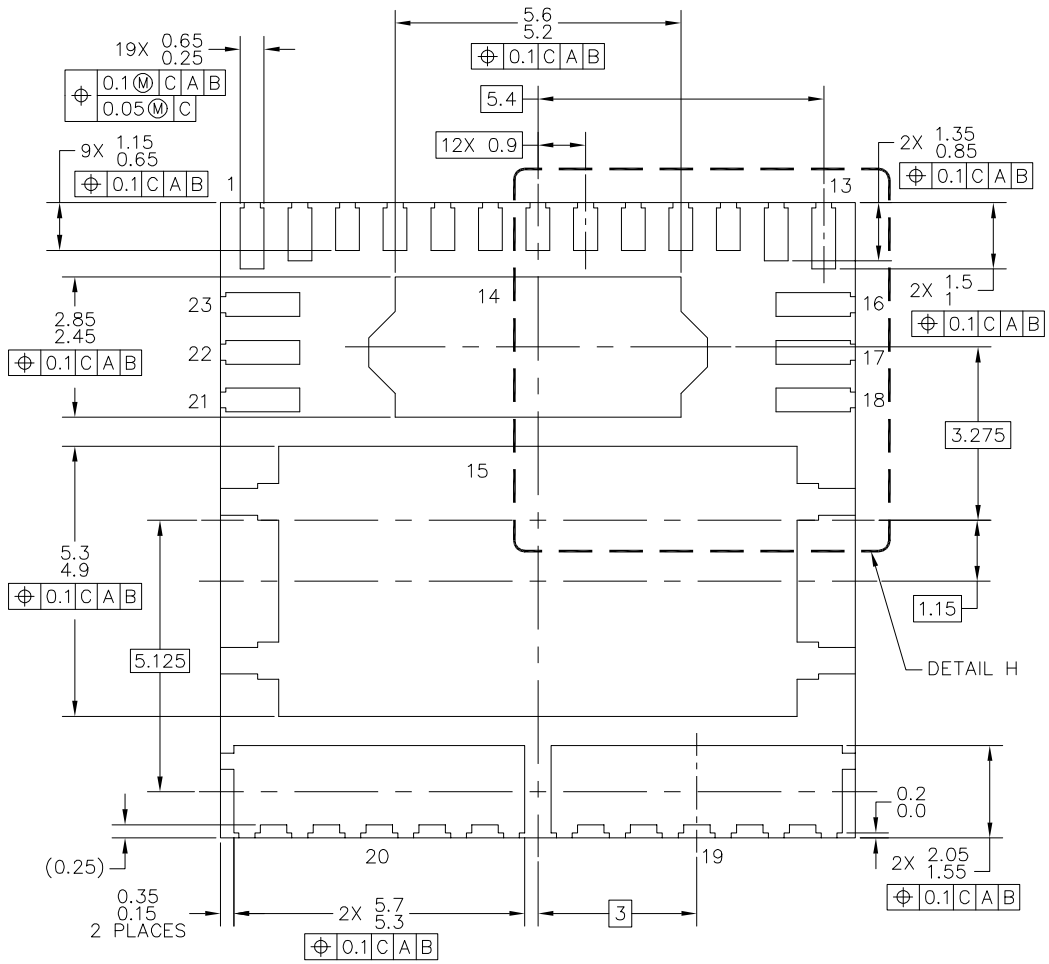 5.6
5.2
⌖ 0.1 C A B
19X 0.65
0.25
⌖ 0.1 Ⓜ C A B
0.05 Ⓜ C
5.4
12X 0.9
9X 1.15
0.65
⌖ 0.1 C A B
2X 1.35
0.85
⌖ 0.1 C A B
1
13
2X 1.5
1
⌖ 0.1 C A B
14
23
16
22
17
21
18
2.85
2.45
⌖ 0.1 C A B
3.275
15
5.3
4.9
⌖ 0.1 C A B
1.15
5.125
DETAIL H
0.2
0.0
(0.25)
20
19
2X 2.05
1.55
⌖ 0.1 C A B
0.35
0.15
2 PLACES
2X 5.7
5.3
⌖ 0.1 C A B
3